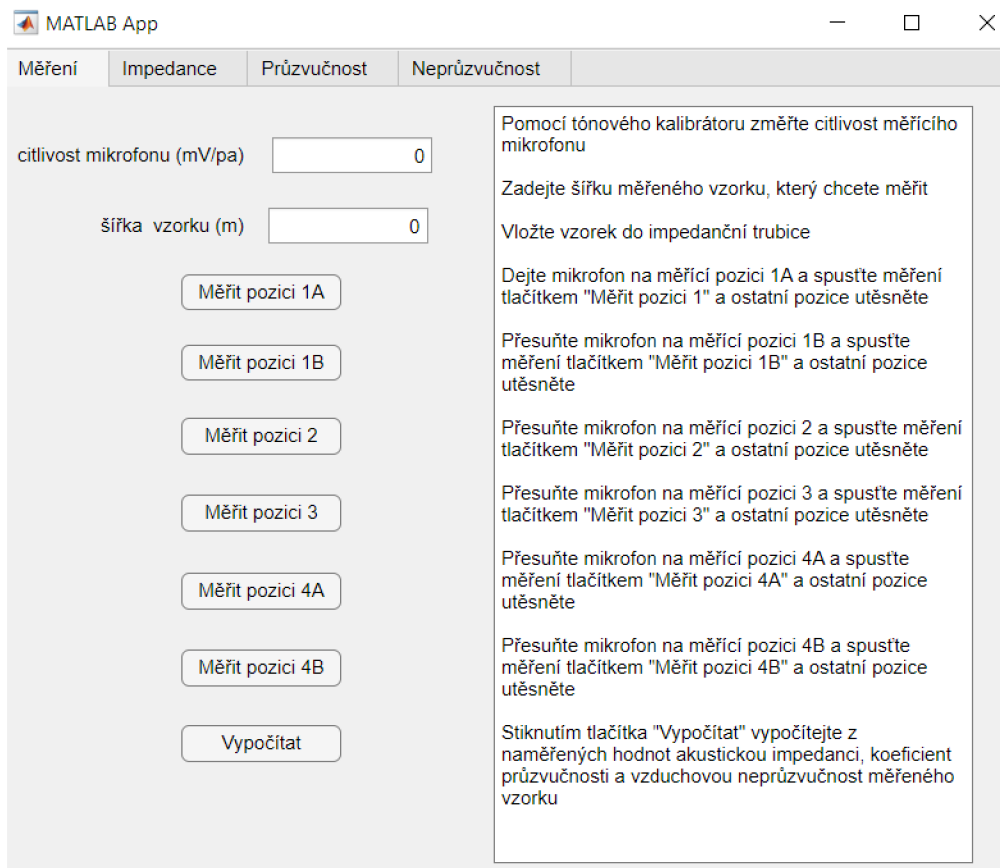 MATLAB App
Měření
Impedance
Průzvučnost
Neprůzvučnost
citlivost mikrofonu (mV/pa)
0
šířka vzorku (m)
0
Měřit pozici 1A
Měřit pozici 1B
Měřit pozici 2
Měřit pozici 3
Měřit pozici 4A
Měřit pozici 4B
Vypočítat
Pomocí tónového kalibrátoru změřte citlivost měřícího
mikrofonu
Zadejte šířku měřeného vzorku, který chcete měřit
Vložte vzorek do impedanční trubice
Dejte mikrofon na měřící pozici 1A a spusťte měření
tlačítkem "Měřit pozici 1" a ostatní pozice utěsněte
Přesuňte mikrofon na měřící pozici 1B a spusťte
měření tlačítkem "Měřit pozici 1B" a ostatní pozice
utěsněte
Přesuňte mikrofon na měřící pozici 2 a spusťte měření
tlačítkem "Měřit pozici 2" a ostatní pozice utěsněte
Přesuňte mikrofon na měřící pozici 3 a spusťte měření
tlačítkem "Měřit pozici 3" a ostatní pozice utěsněte
Přesuňte mikrofon na měřící pozici 4A a spusťte
měření tlačítkem "Měřit pozici 4A" a ostatní pozice
utěsněte
Přesuňte mikrofon na měřící pozici 4B a spusťte
měření tlačítkem "Měřit pozici 4B" a ostatní pozice
utěsněte
Stiknutím tlačítka "Vypočítat" vypočítejte z
naměřených hodnot akustickou impedanci, koeficient
průzvučnosti a vzduchovou neprůzvučnost měřeného
vzorku